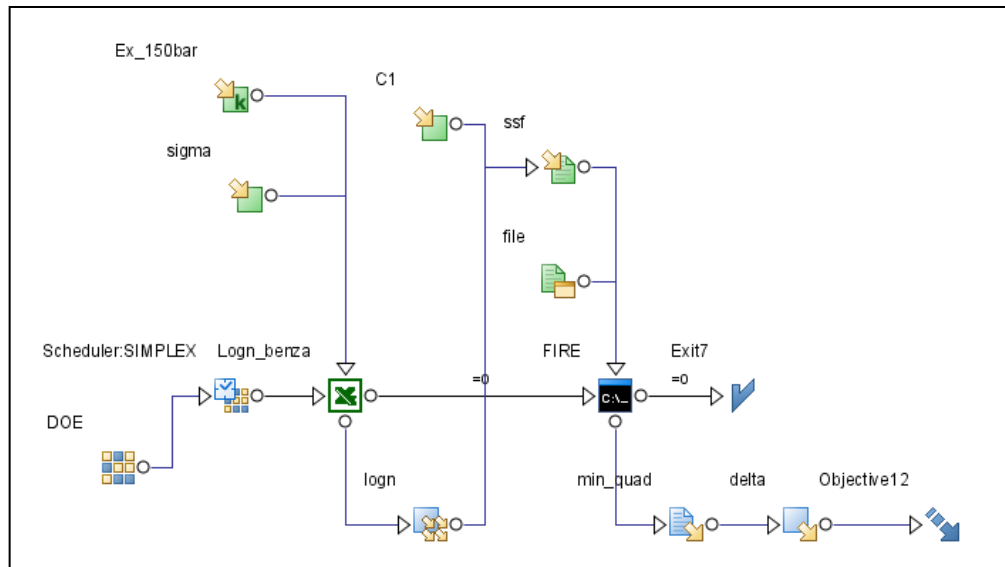 Ex_150bar
C1
ssf
k
sigma
file
Scheduler:SIMPLEX
Logn_benza
FIRE
Exit7
=0
=0
C:\_
DOE
logn
min_quad
delta
Objective12